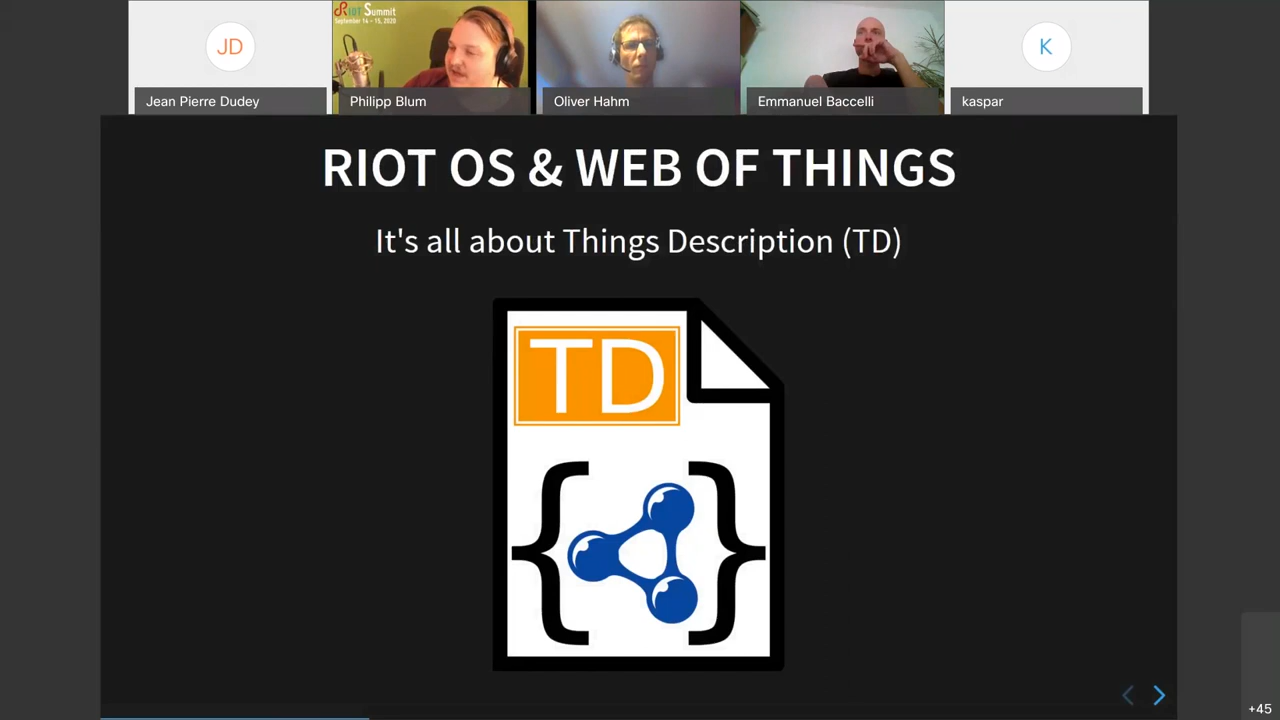 JD
RIOT Summit
September 14 - 15, 2020
K
Jean Pierre Dudey
Philipp Blum
Oliver Hahm
Emmanuel Baccelli
kaspar
RIOT OS & WEB OF THINGS
It's all about Things Description (TD)
TD
{ }
+45